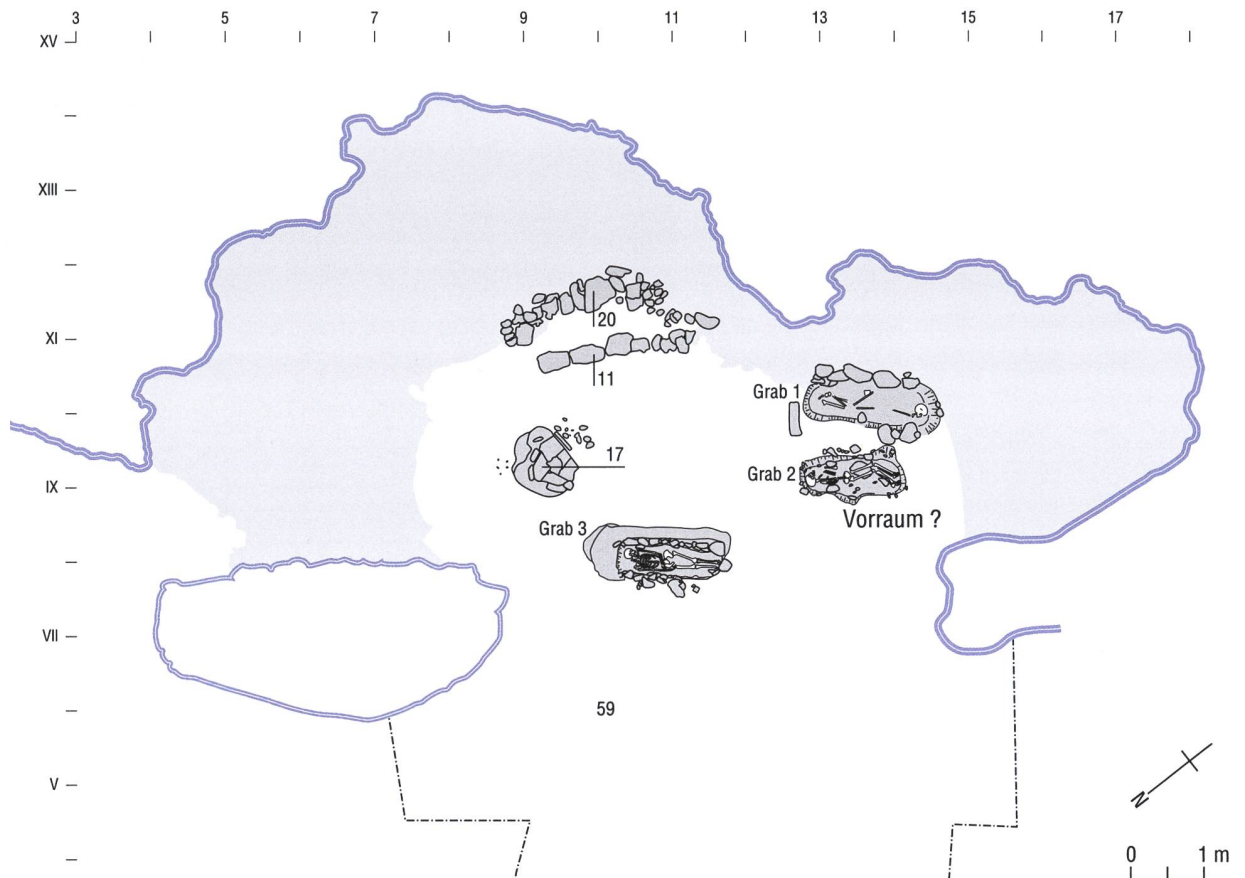 3 5 7 9 11 13 15 17
XV
XIII
XI
20
11
Grab 1
17
Grab 2
IX
Vorraum ?
Grab 3
VII
59
V
N
0 1 m